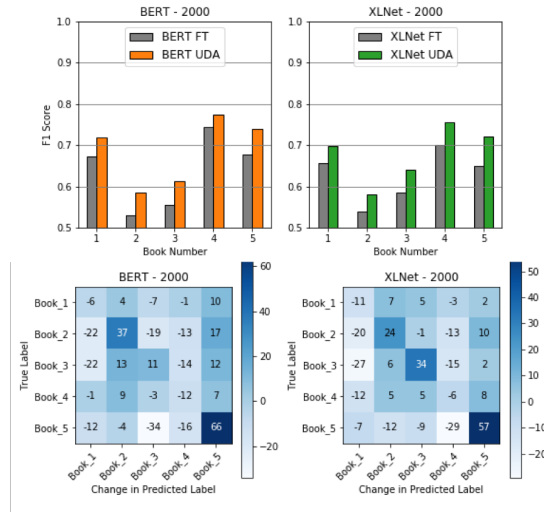 BERT - 2000
1.0
0.9
0.8
0.7
0.6
0.5
F1 Score
BERT FT
BERT UDA
1 2 3 4 5
Book Number
XLNet - 2000
1.0
0.9
0.8
0.7
0.6
0.5
XLNet FT
XLNet UDA
1 2 3 4 5
Book Number
BERT - 2000
True Label
Book_1 -6 4 -7 -1 10
Book_2 -22 37 -19 -13 17
Book_3 -22 13 11 -14 12
Book_4 -1 9 -3 -12 7
Book_5 -12 -4 -34 -16 66
Book_1 Book_2 Book_3 Book_4 Book_5
Change in Predicted Label
60
40
20
0
−20
XLNet - 2000
True Label
Book_1 -11 7 5 -3 2
Book_2 -20 24 -1 -13 10
Book_3 -27 6 34 -15 2
Book_4 -12 5 5 -6 8
Book_5 -7 -12 -9 -29 57
Book_1 Book_2 Book_3 Book_4 Book_5
Change in Predicted Label
50
40
30
20
10
0
−10
−20